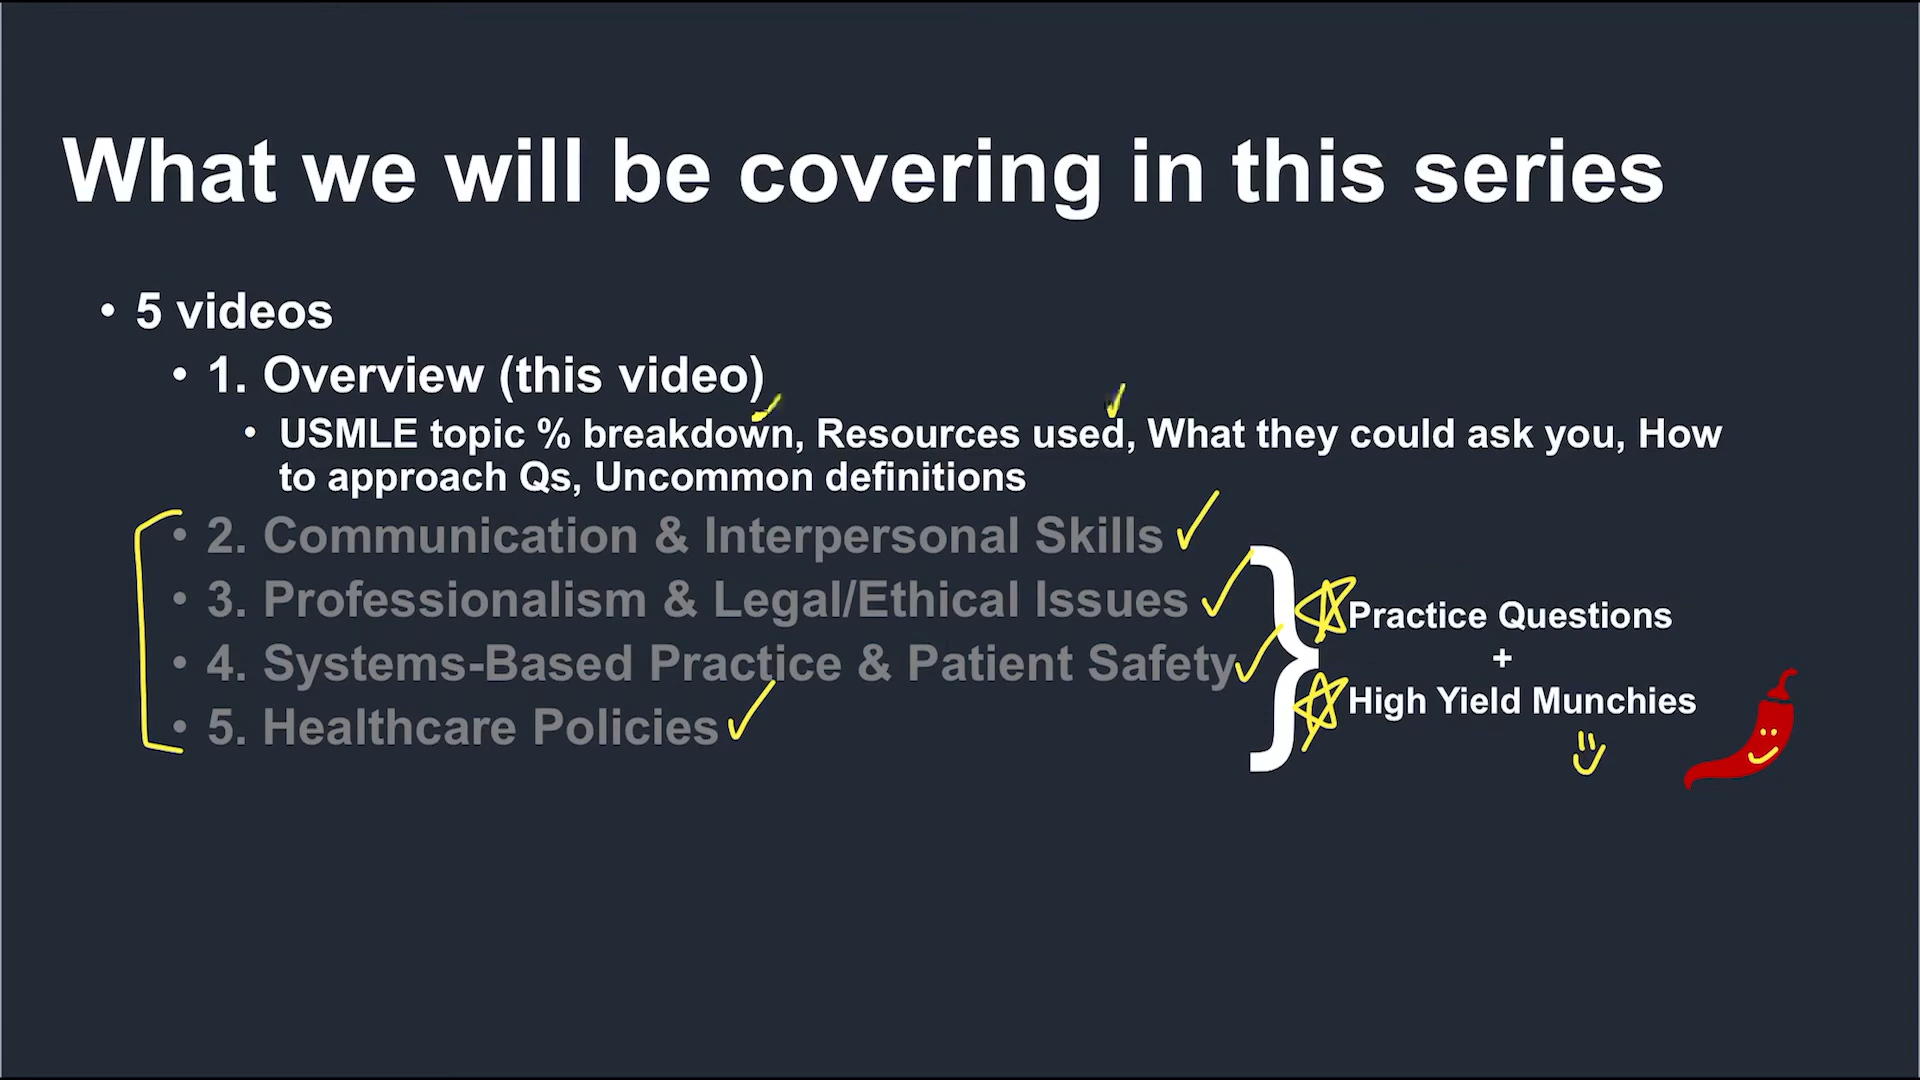 What we will be covering in this series
• 5 videos
• 1. Overview (this video)
• USMLE topic % breakdown, Resources used, What they could ask you, How
to approach Qs, Uncommon definitions
• 2. Communication & Interpersonal Skills
• 3. Professionalism & Legal/Ethical Issues
• 4. Systems-Based Practice & Patient Safety
• 5. Healthcare Policies
Practice Questions
+
High Yield Munchies